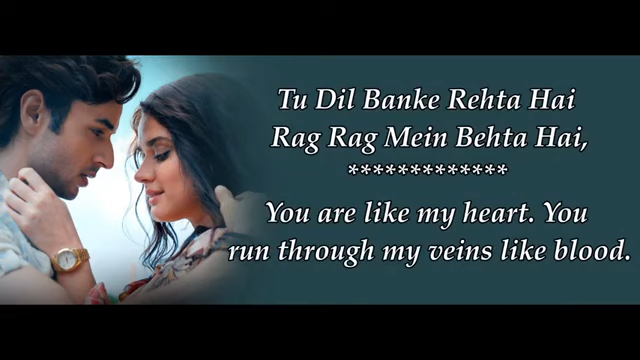 Tu Dil Banke Rehta Hai
Rag Rag Mein Behta Hai,
*************
You are like my heart. You
run through my veins like blood.